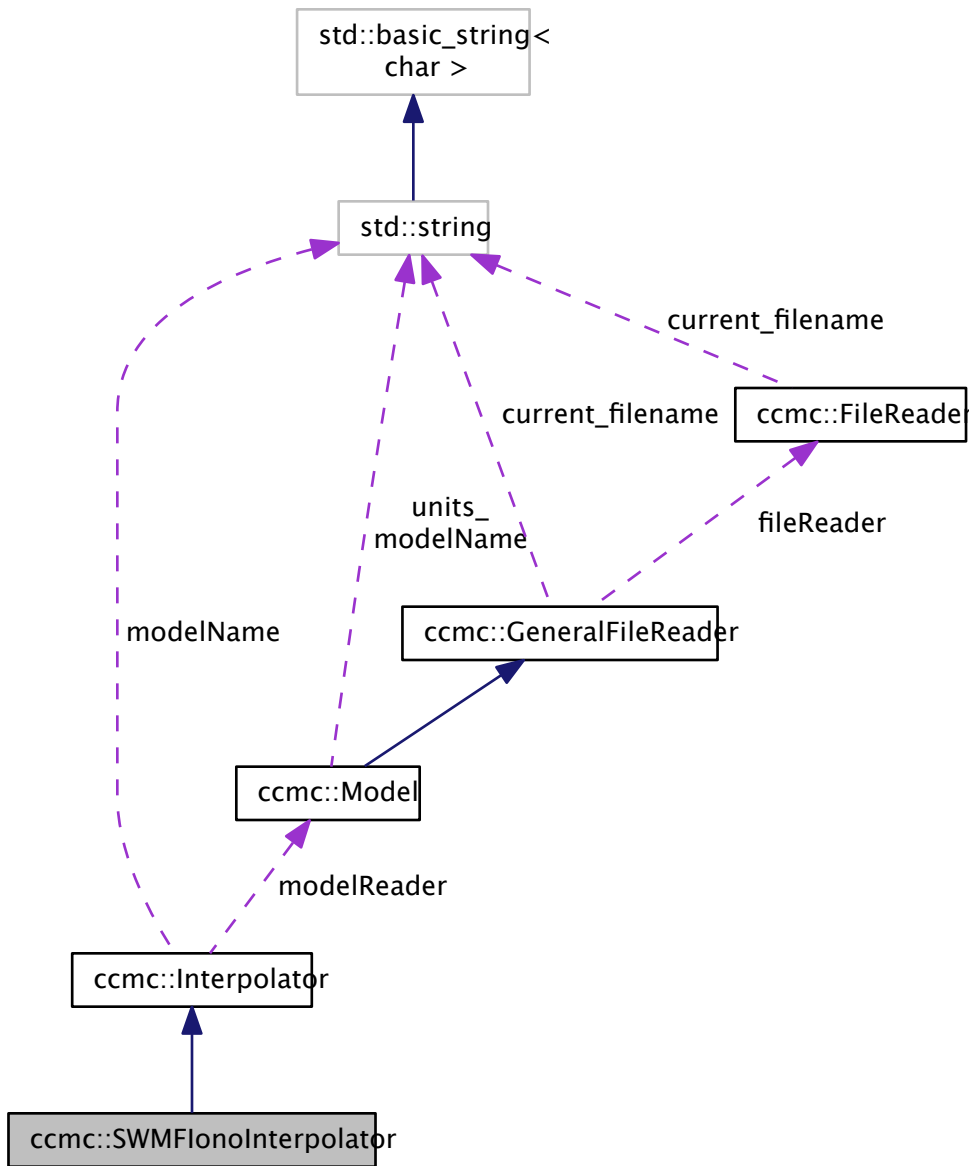 std::basic_string<
char >
std::string
current_filename
ccmc::FileReader
current_filename
units_
modelName
fileReader
ccmc::GeneralFileReader
modelName
ccmc::Model
modelReader
ccmc::Interpolator
ccmc::SWMFIonoInterpolator